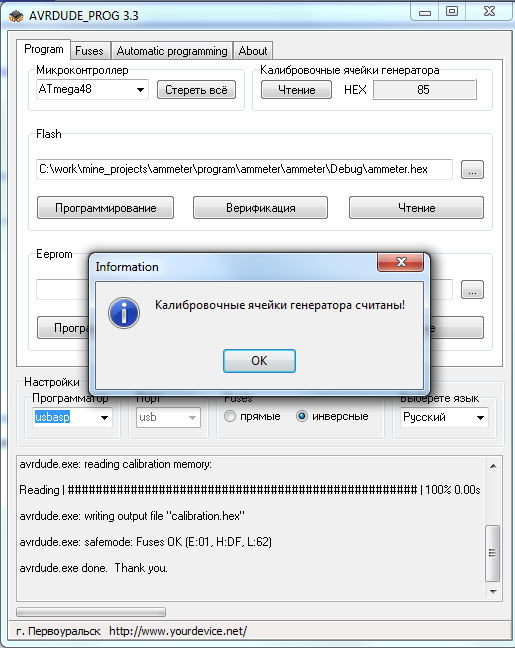 AVRDUDE_PROG 3.3
Program Fuses Automatic programming About
Микроконтроллер
ATmega48 Стереть всё
Калибровочные ячейки генератора
Чтение HEX 85
Flash
C:\work\mine_projects\ammeter\program\ammeter\ammeter\Debug\ammeter.hex ...
Программирование Верификация Чтение
Eeprom
...
Information
Калибровочные ячейки генератора считаны!
OK
Настройки
Программатор
usbasp
Порт
usb
Fuses
прямые инверсные
Выберете язык
Русский
avrdude.exe: reading calibration memory:
Reading | ################################################## | 100% 0.00s
avrdude.exe: writing output file "calibration.hex"
avrdude.exe: safemode: Fuses OK (E:01, H:DF, L:62)
avrdude.exe done. Thank you.
г. Первоуральск http://www.yourdevice.net/